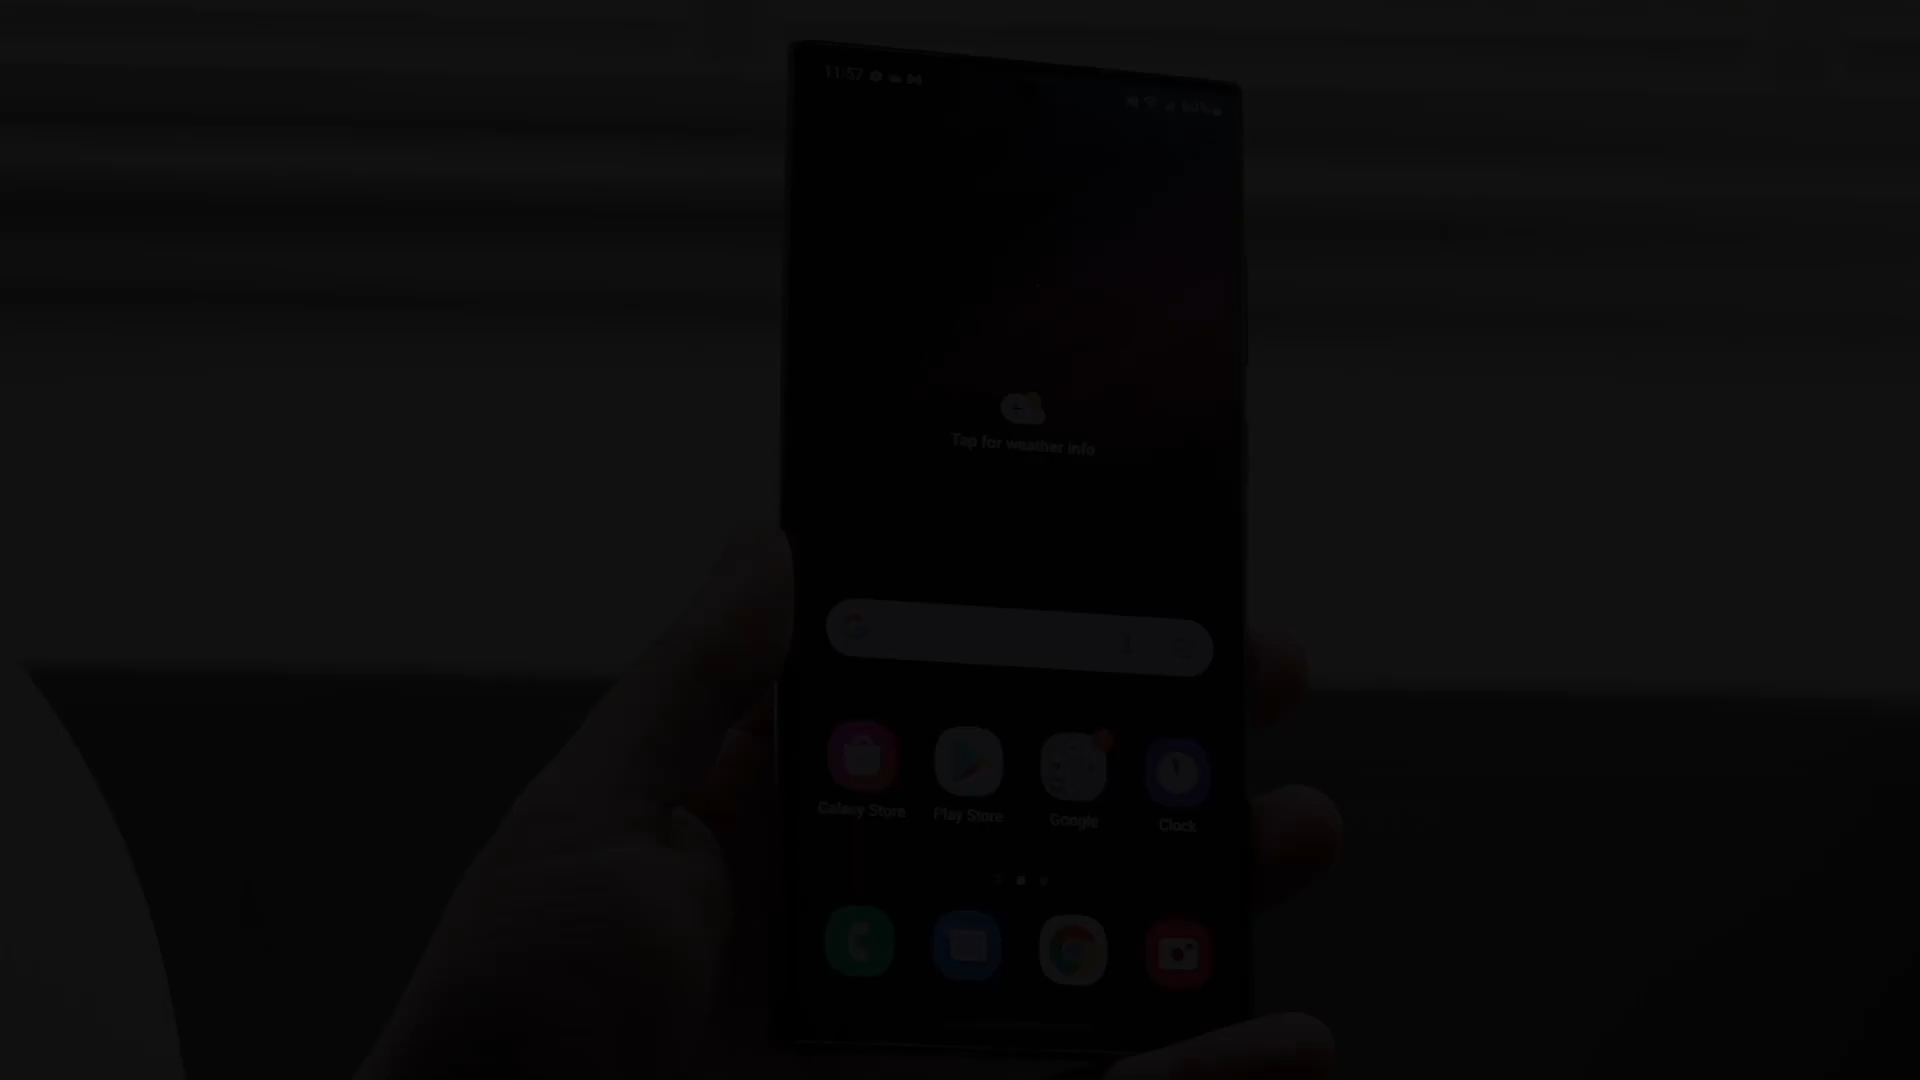 11:57
Tap for weather info
Galaxy Store
Play Store
Google
Clock